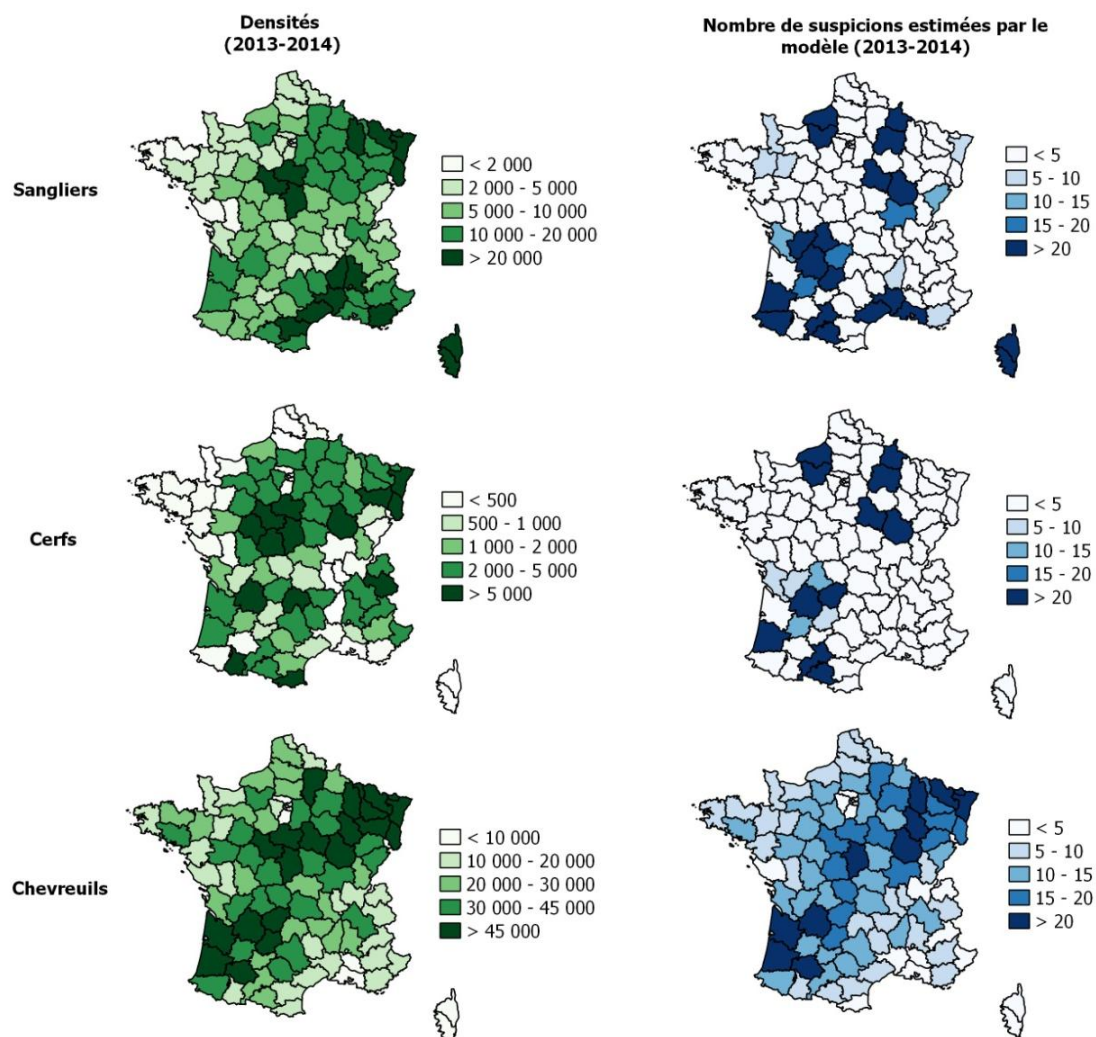 Densités
(2013-2014)
Nombre de suspicions estimées par le
modèle (2013-2014)
Sangliers
< 2 000
2 000 - 5 000
5 000 - 10 000
10 000 - 20 000
> 20 000
< 5
5 - 10
10 - 15
15 - 20
> 20
Cerfs
< 500
500 - 1 000
1 000 - 2 000
2 000 - 5 000
> 5 000
< 5
5 - 10
10 - 15
15 - 20
> 20
Chevreuils
< 10 000
10 000 - 20 000
20 000 - 30 000
30 000 - 45 000
> 45 000
< 5
5 - 10
10 - 15
15 - 20
> 20